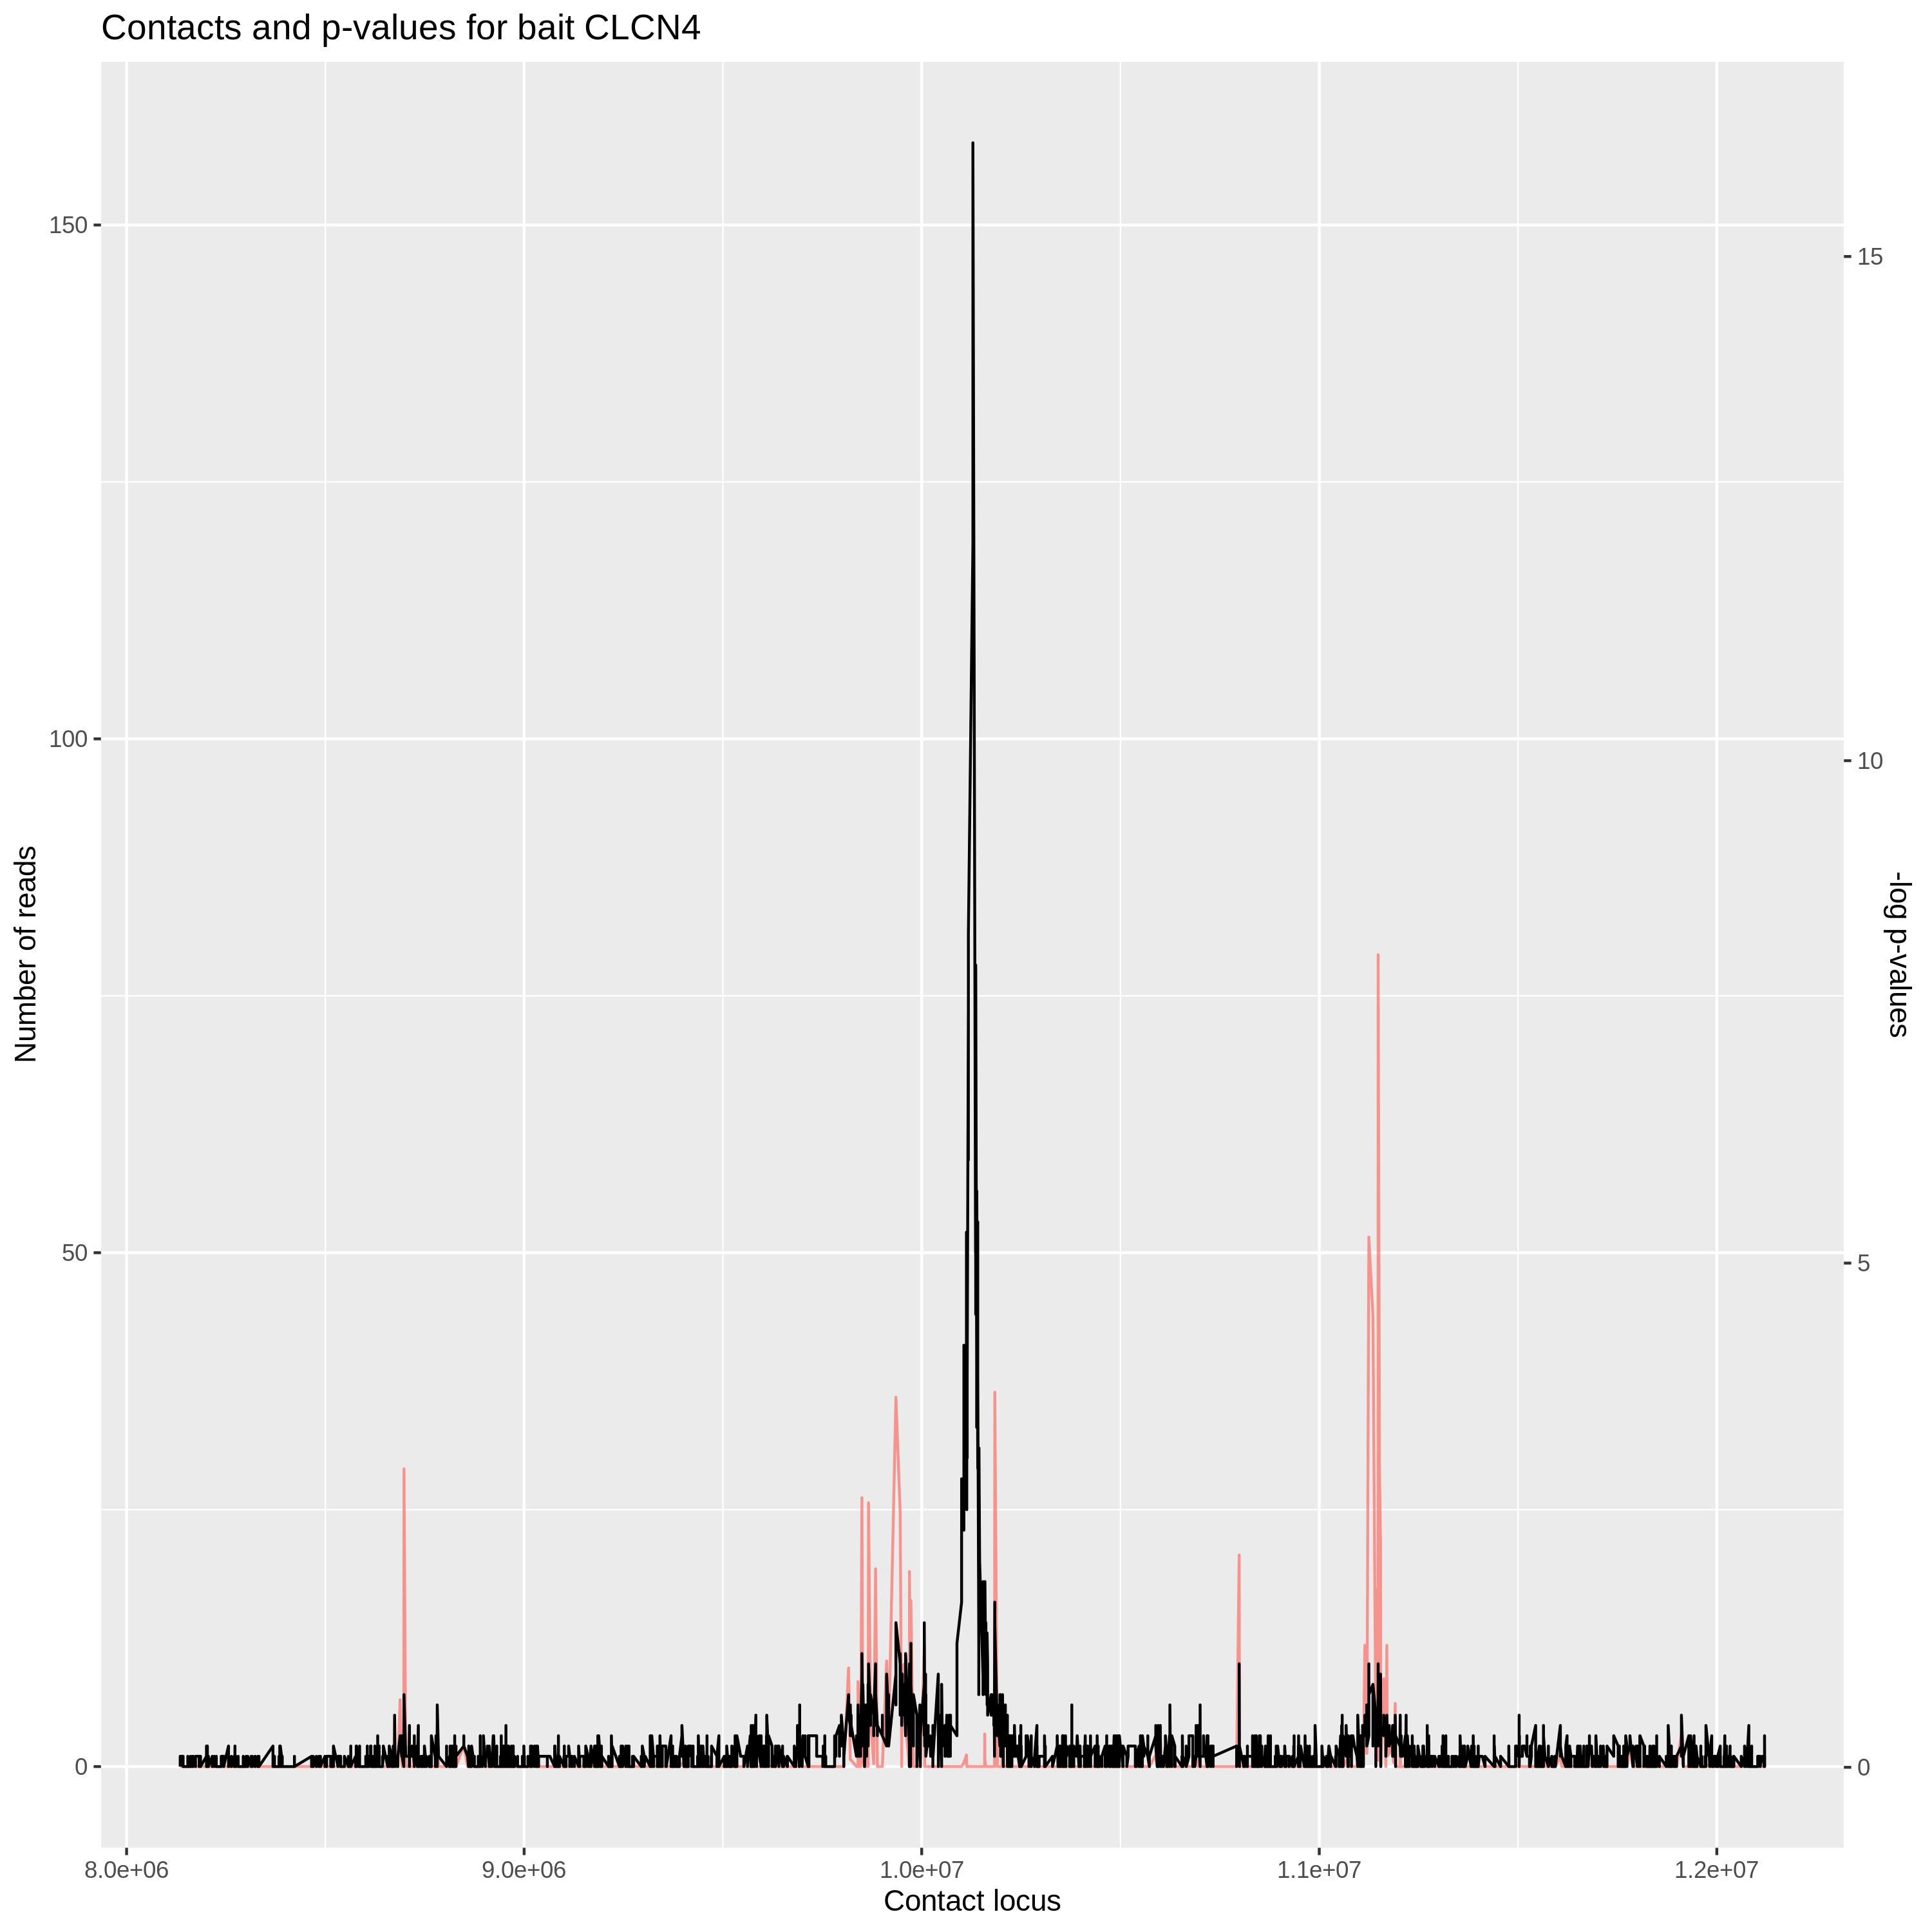 Contacts and p-values for bait CLCN4
150
100
50
0
Number of reads
15
10
5
0
-log p-values
8.0e+06
9.0e+06
1.0e+07
1.1e+07
1.2e+07
Contact locus